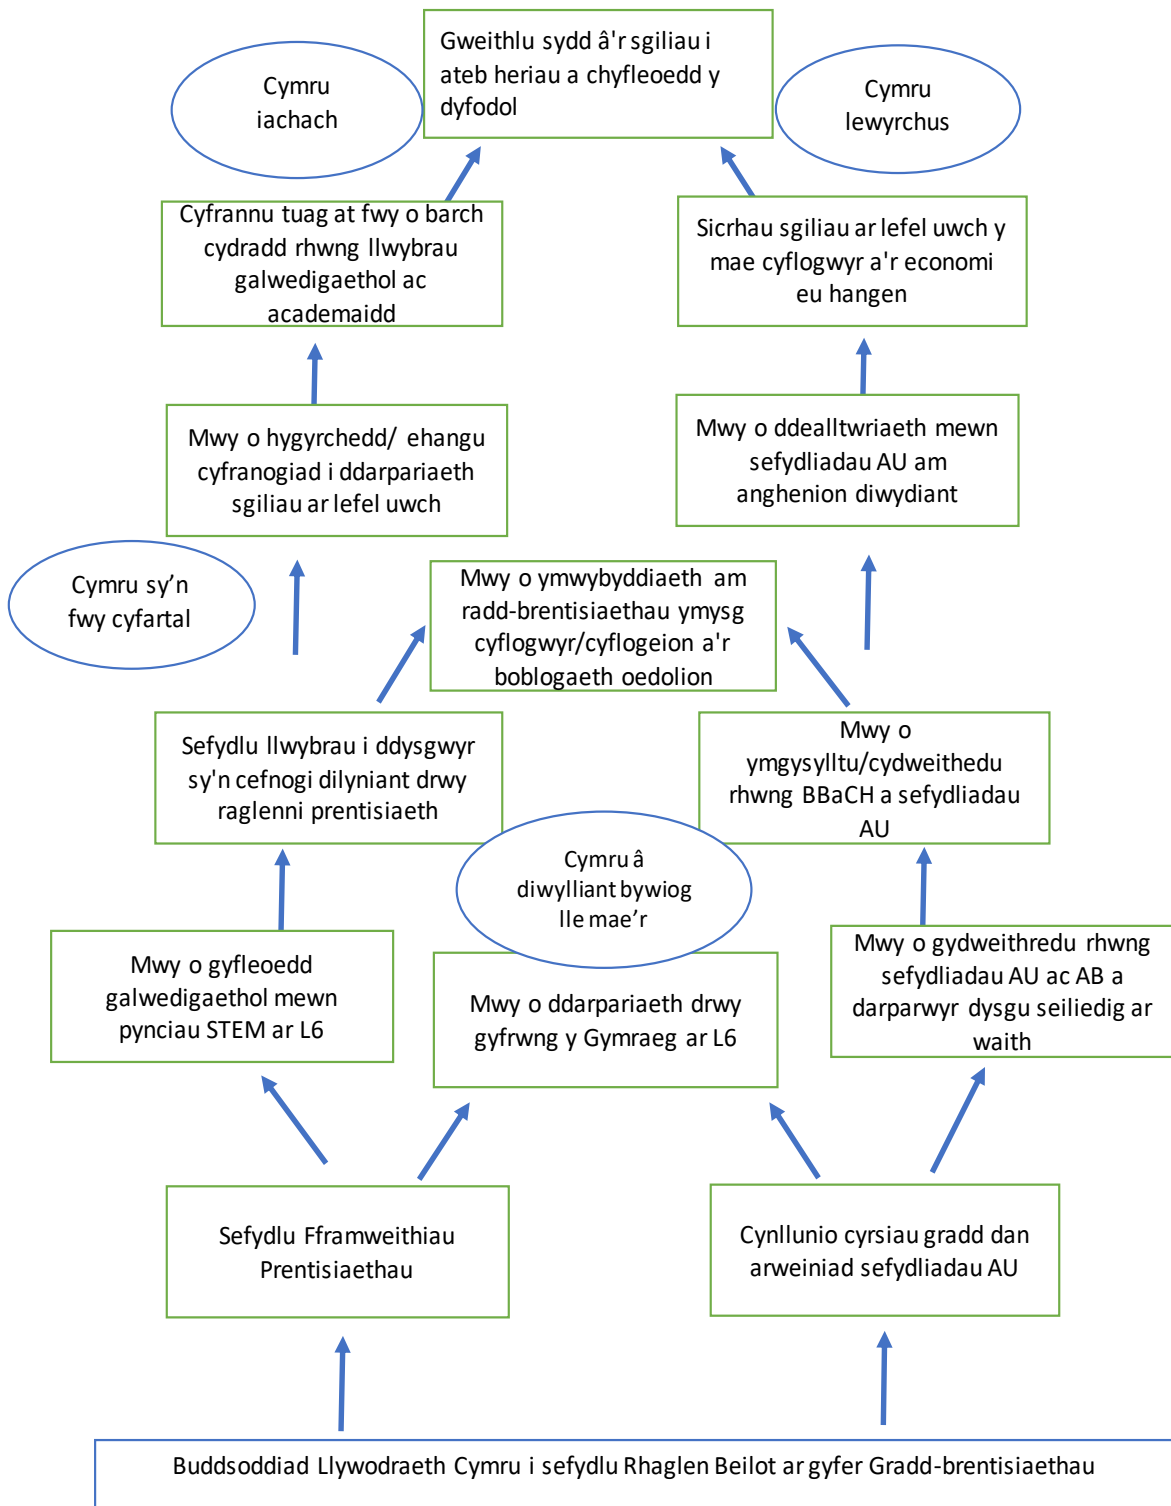 Gweithlu sydd â'r sgiliau i
ateb heriau a chyfleoedd y
dyfodol
Cymru
iachach
Cymru
lewyrchus
Cyfrannu tuag at fwy o barch
cydradd rhwng llwybrau
galwedigaethol ac
academaidd
Sicrhau sgiliau ar lefel uwch y
mae cyflogwyr a'r economi
eu hangen
Mwy o hygyrchedd/ ehangu
cyfranogiad i ddarpariaeth
sgiliau ar lefel uwch
Mwy o ddealltwriaeth mewn
sefydliadau AU am
anghenion diwydiant
Cymru sy’n
fwy cyfartal
Mwy o ymwybyddiaeth am
radd-brentisiaethau ymysg
cyflogwyr/cyflogeion a'r
boblogaeth oedolion
Sefydlu llwybrau i ddysgwyr
sy'n cefnogi dilyniant drwy
raglenni prentisiaeth
Mwy o
ymgysylltu/cydweithedu
rhwng BBaCH a sefydliadau
AU
Cymru â
diwylliant bywiog
lle mae’r
Mwy o gyfleoedd
galwedigaethol mewn
pynciau STEM ar L6
Mwy o ddarpariaeth drwy
gyfrwng y Gymraeg ar L6
Mwy o gydweithredu rhwng
sefydliadau AU ac AB a
darparwyr dysgu seiliedig ar
waith
Sefydlu Fframweithiau
Prentisiaethau
Cynllunio cyrsiau gradd dan
arweiniad sefydliadau AU
Buddsoddiad Llywodraeth Cymru i sefydlu Rhaglen Beilot ar gyfer Gradd-brentisiaethau